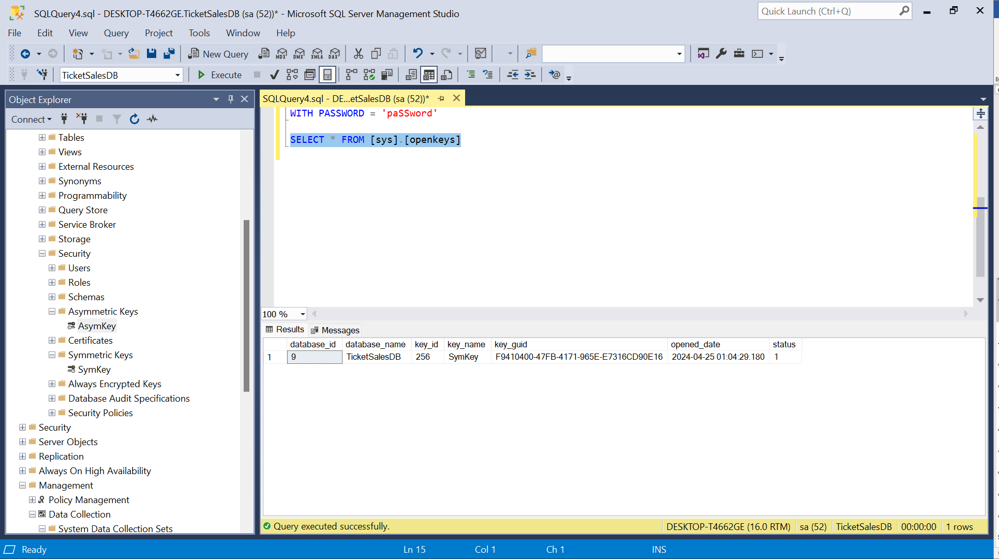 SQLQuery4.sql - DESKTOP-T4662GE.TicketSalesDB (sa (52))* - Microsoft SQL Server Management Studio
Quick Launch (Ctrl+Q)
File Edit View Query Project Tools Window Help
New Query MDX DMX XMLA DAX
TicketSalesDB Execute
Object Explorer
Connect
Tables
Views
External Resources
Synonyms
Programmability
Query Store
Service Broker
Storage
Security
Users
Roles
Schemas
Asymmetric Keys
AsymKey
Certificates
Symmetric Keys
SymKey
Always Encrypted Keys
Database Audit Specifications
Security Policies
Security
Server Objects
Replication
Always On High Availability
Management
Policy Management
Data Collection
System Data Collection Sets
SQLQuery4.sql - DE...etSalesDB (sa (52))*
WITH PASSWORD = 'paSSword'
SELECT * FROM [sys].[openkeys]
100 %
Results Messages
database_id database_name key_id key_name key_guid opened_date status
1 9 TicketSalesDB 256 SymKey F9410400-47FB-4171-965E-E7316CD90E16 2024-04-25 01:04:29.180 1
Query executed successfully. DESKTOP-T4662GE (16.0 RTM) sa (52) TicketSalesDB 00:00:00 1 rows
Ready Ln 15 Col 1 Ch 1 INS